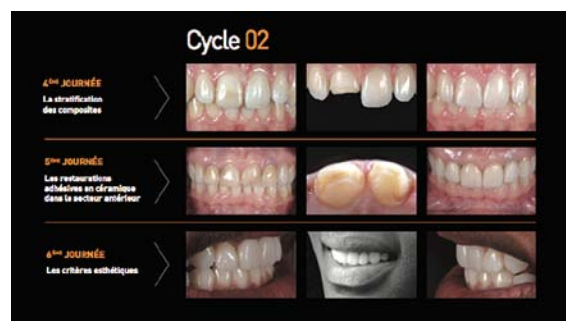 Cycle 02
4ÈME JOURNÉE
La stratification
des composites
5ÈME JOURNÉE
Les restaurations
adhésives en céramique
dans le secteur antérieur
6ÈME JOURNÉE
Les critères esthétiques